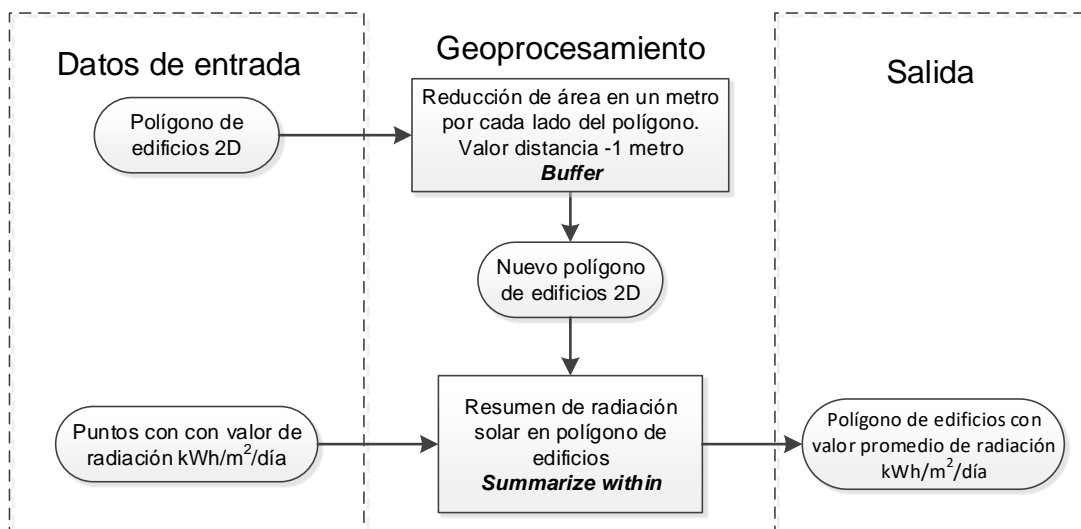 Datos de entrada
Geoprocesamiento
Salida
Polígono de
edificios 2D
Reducción de área en un metro
por cada lado del polígono.
Valor distancia -1 metro
Buffer
Nuevo polígono
de edificios 2D
Puntos con con valor de
radiación kWh/m²/día
Resumen de radiación
solar en polígono de
edificios
Summarize within
Polígono de edificios con
valor promedio de radiación
kWh/m²/día